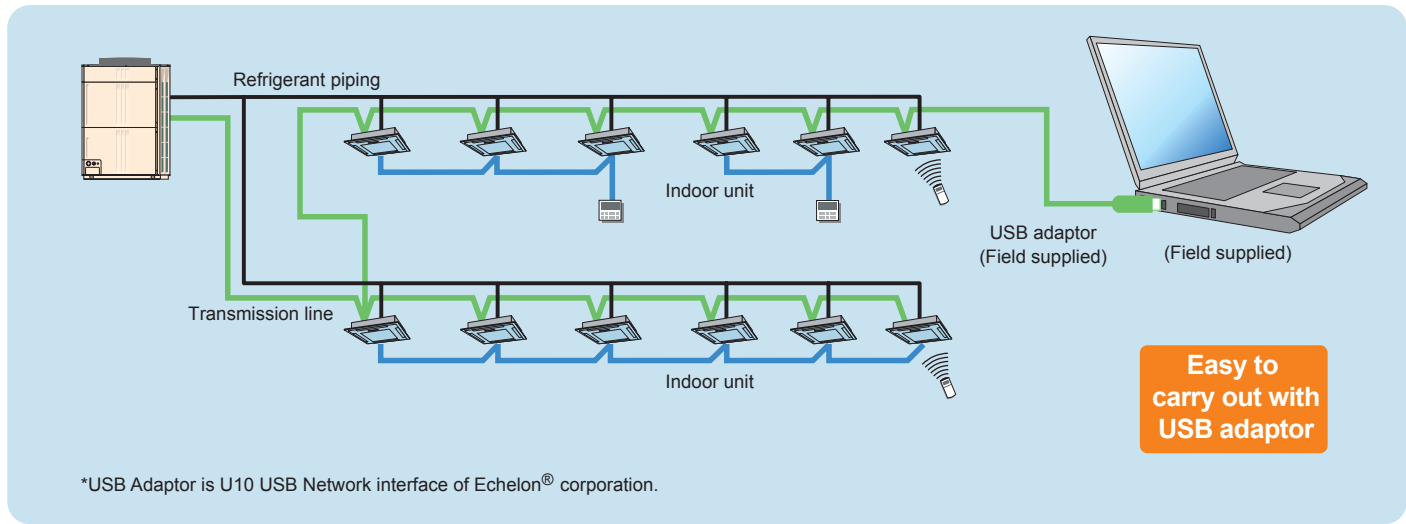 Refrigerant piping
Indoor unit
USB adaptor
(Field supplied)
(Field supplied)
Transmission line
Indoor unit
Easy to
carry out with
USB adaptor
*USB Adaptor is U10 USB Network interface of Echelon® corporation.